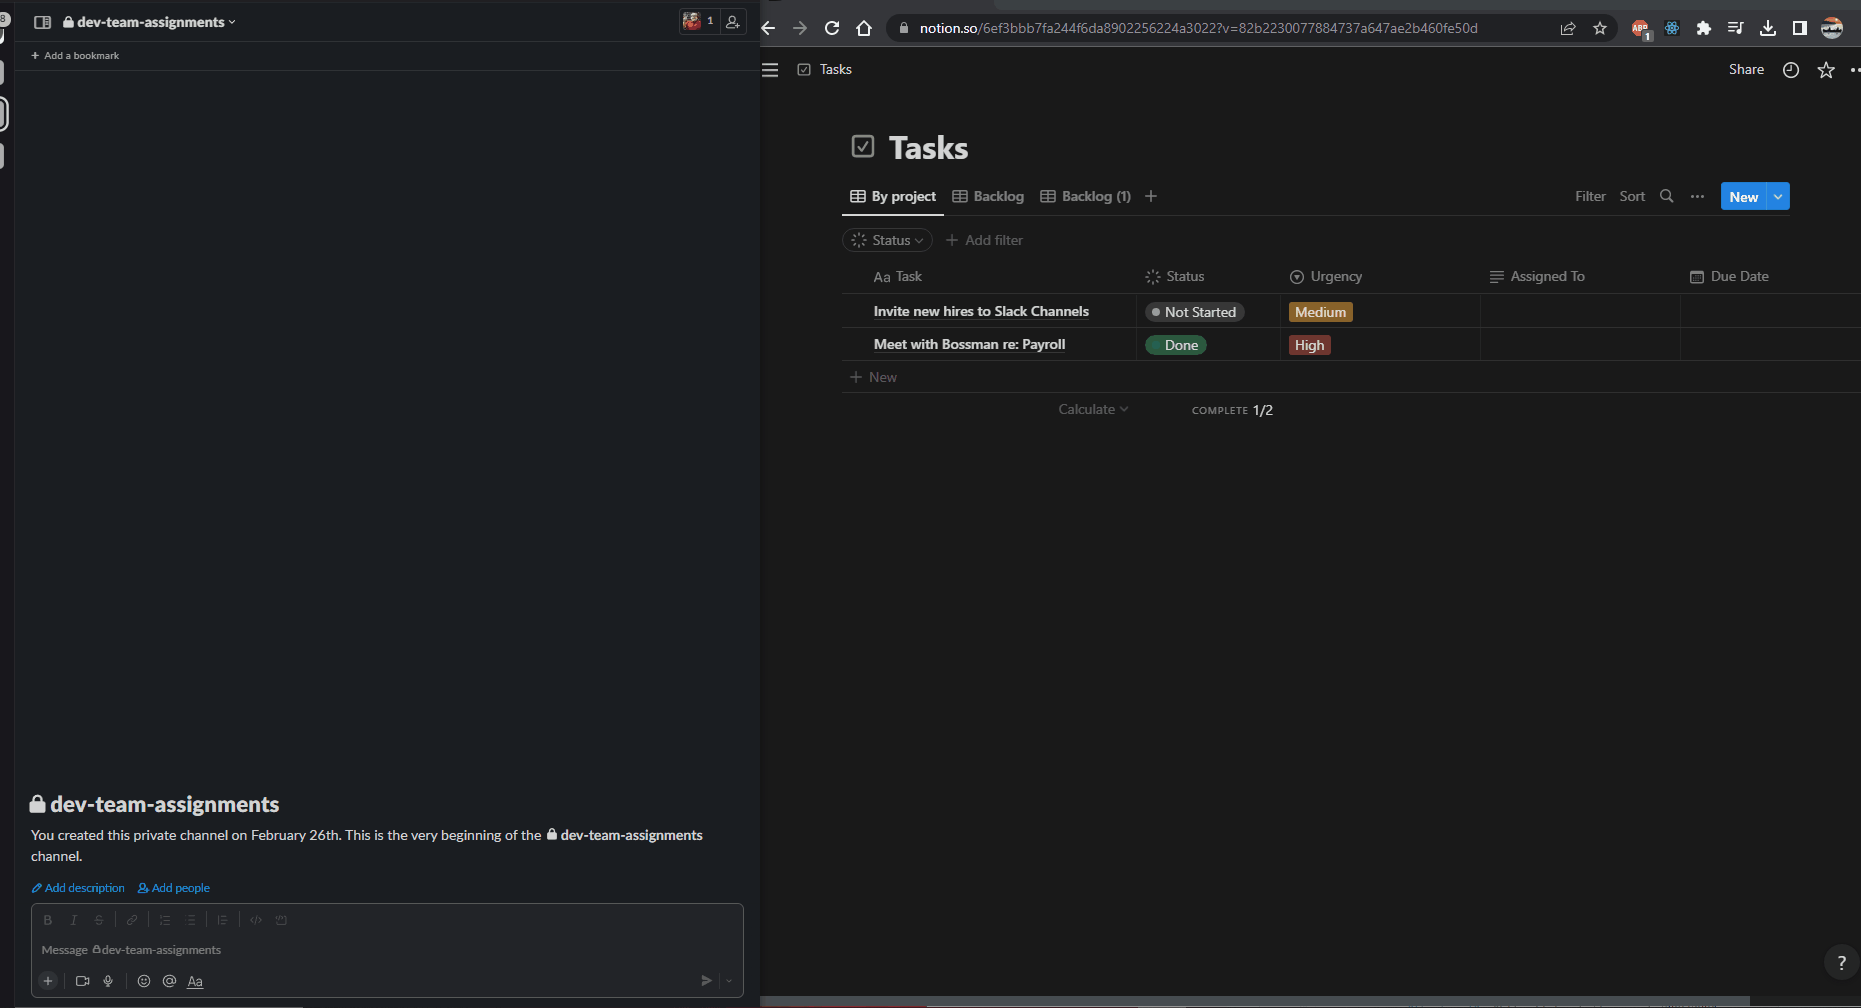 8
dev-team-assignments
1
+ Add a bookmark
dev-team-assignments
You created this private channel on February 26th. This is the very beginning of the dev-team-assignments
channel.
Add description Add people
B I S
Message dev-team-assignments
+ @ Aa
notion.so/6ef3bbb7fa244f6da8902256224a3022?v=82b2230077884737a647ae2b460fe50d
ABP 1
Tasks
Share
Tasks
By project Backlog Backlog (1) +
Filter Sort ••• New
Status + Add filter
Aa Task Status Urgency Assigned To Due Date
Invite new hires to Slack Channels Not Started Medium
Meet with Bossman re: Payroll Done High
+ New
Calculate COMPLETE 1/2
?